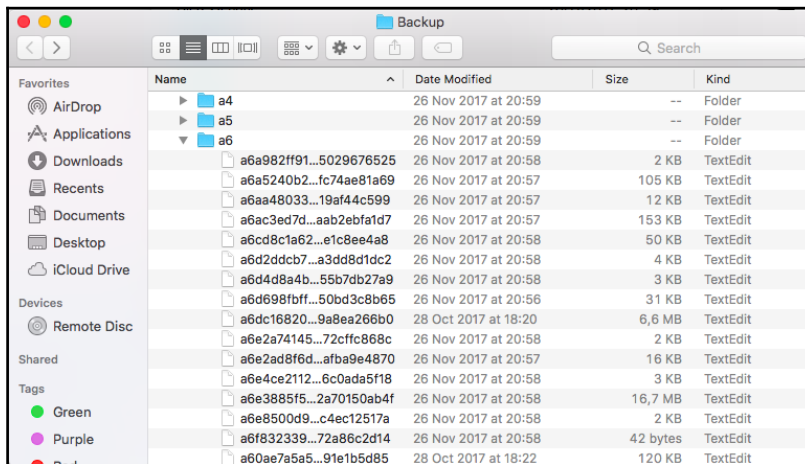 Backup
Search
Favorites
AirDrop
Applications
Downloads
Recents
Documents
Desktop
iCloud Drive
Devices
Remote Disc
Shared
Tags
Green
Purple
Name Date Modified Size Kind
a4 26 Nov 2017 at 20:59 -- Folder
a5 26 Nov 2017 at 20:59 -- Folder
a6 26 Nov 2017 at 20:59 -- Folder
a6a982ff91...5029676525 26 Nov 2017 at 20:58 2 KB TextEdit
a6a5240b2...fc74ae81a69 26 Nov 2017 at 20:57 105 KB TextEdit
a6aa48033...19af44c599 26 Nov 2017 at 20:57 12 KB TextEdit
a6ac3ed7d...aab2ebfa1d7 26 Nov 2017 at 20:57 153 KB TextEdit
a6cd8c1a62...e1c8ee4a8 26 Nov 2017 at 20:58 50 KB TextEdit
a6d2ddcb7...a3dd8d1dc2 26 Nov 2017 at 20:58 4 KB TextEdit
a6d4d8a4b...55b7db27a9 26 Nov 2017 at 20:58 3 KB TextEdit
a6d698fbff...50bd3c8b65 26 Nov 2017 at 20:56 31 KB TextEdit
a6dc16820...9a8ea266b0 28 Oct 2017 at 18:20 6,6 MB TextEdit
a6e2a74145...72cffc868c 26 Nov 2017 at 20:58 2 KB TextEdit
a6e2ad8f6d...afba9e4870 26 Nov 2017 at 20:57 16 KB TextEdit
a6e4ce2112...6c0ada5f18 26 Nov 2017 at 20:58 3 KB TextEdit
a6e3885f5...2a70150ab4f 26 Nov 2017 at 20:58 16,7 MB TextEdit
a6e8500d9...c4ec12517a 26 Nov 2017 at 20:58 2 KB TextEdit
a6f832339...72a86c2d14 26 Nov 2017 at 20:58 42 bytes TextEdit
a60ae7a5a5...91e1b5d85 28 Oct 2017 at 18:22 120 KB TextEdit